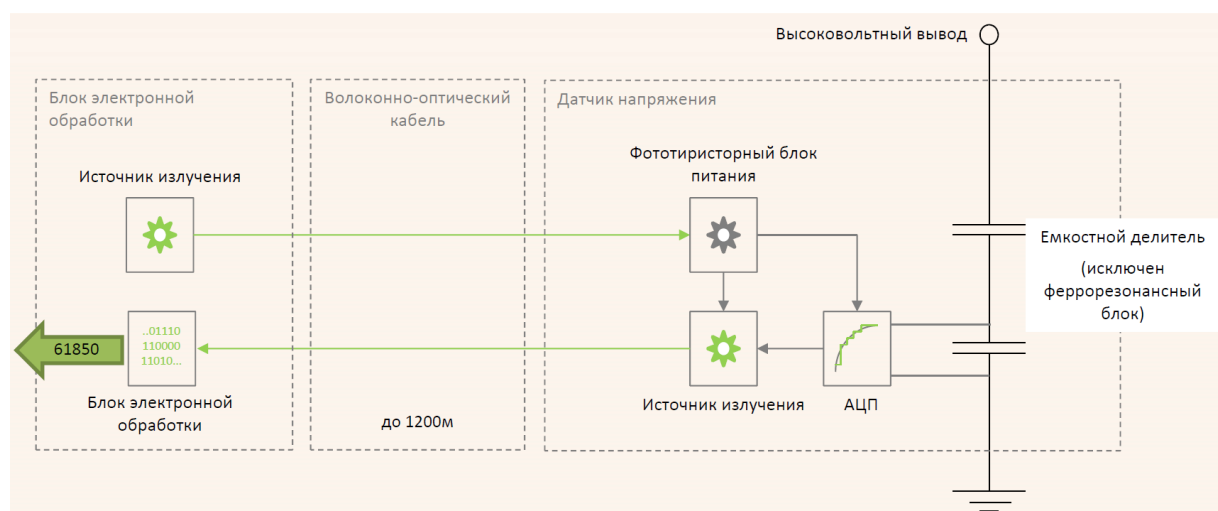 Высоковольтный вывод
Блок электронной
обработки
Волоконно-оптический
кабель
Датчик напряжения
Источник излучения
Фототиристорный блок
питания
Емкостной делитель
(исключен
феррорезонансный
блок)
61850
..01110
110000
11010...
Блок электронной
обработки
до 1200м
Источник излучения
АЦП